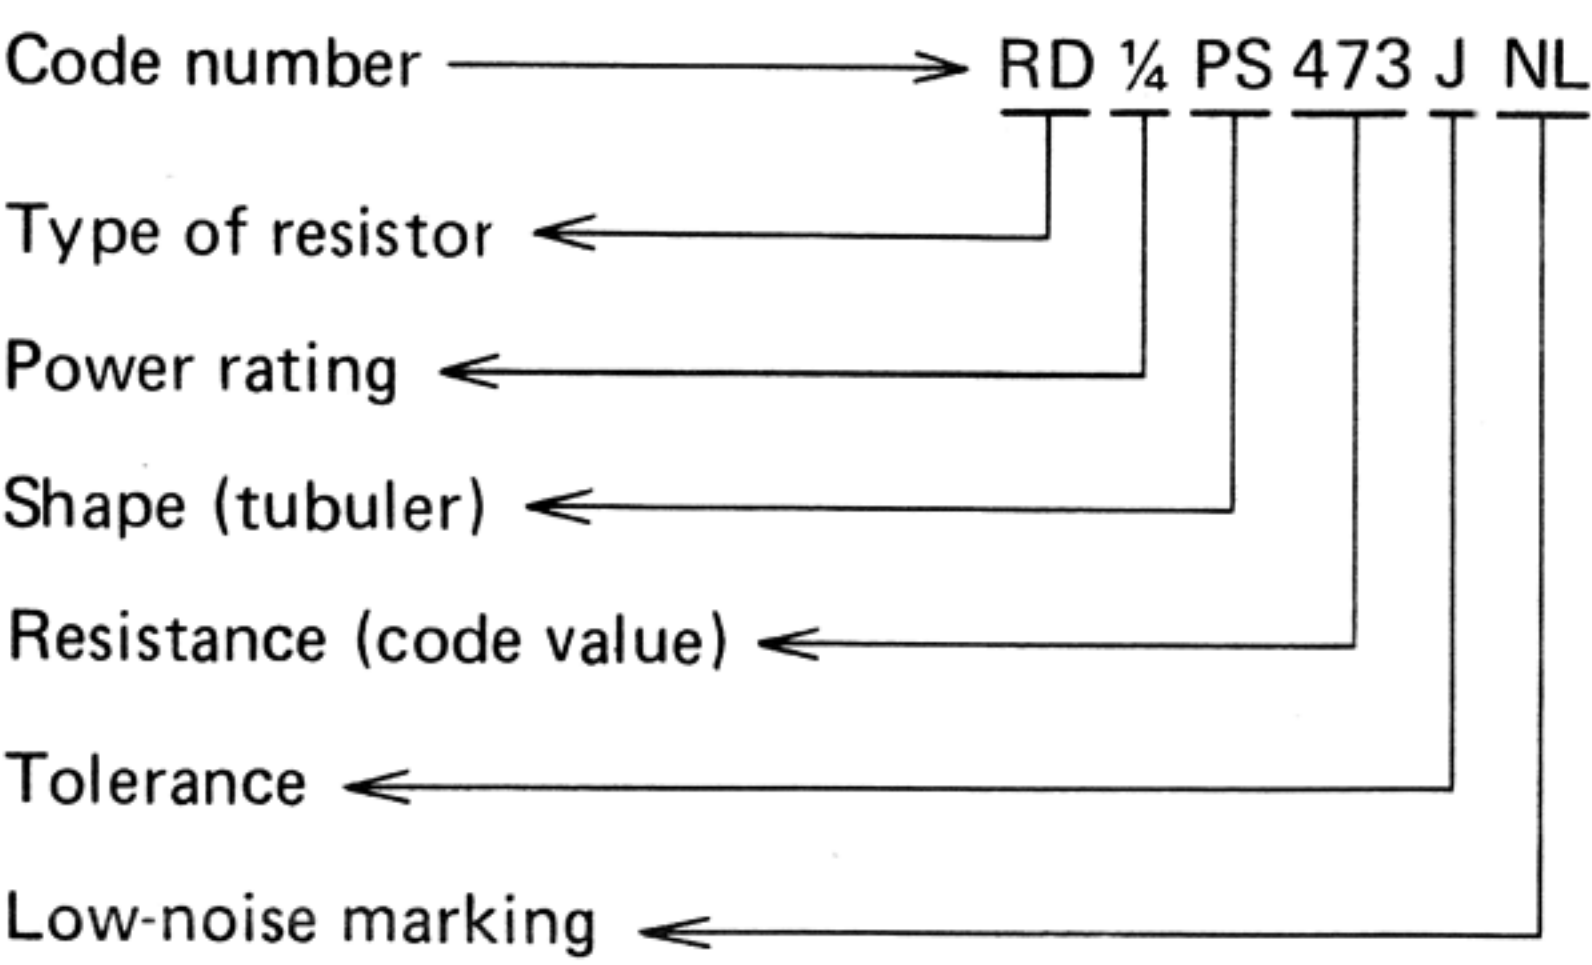 Code number RD ¼ PS 473 J NL
Type of resistor
Power rating
Shape (tubuler)
Resistance (code value)
Tolerance
Low-noise marking